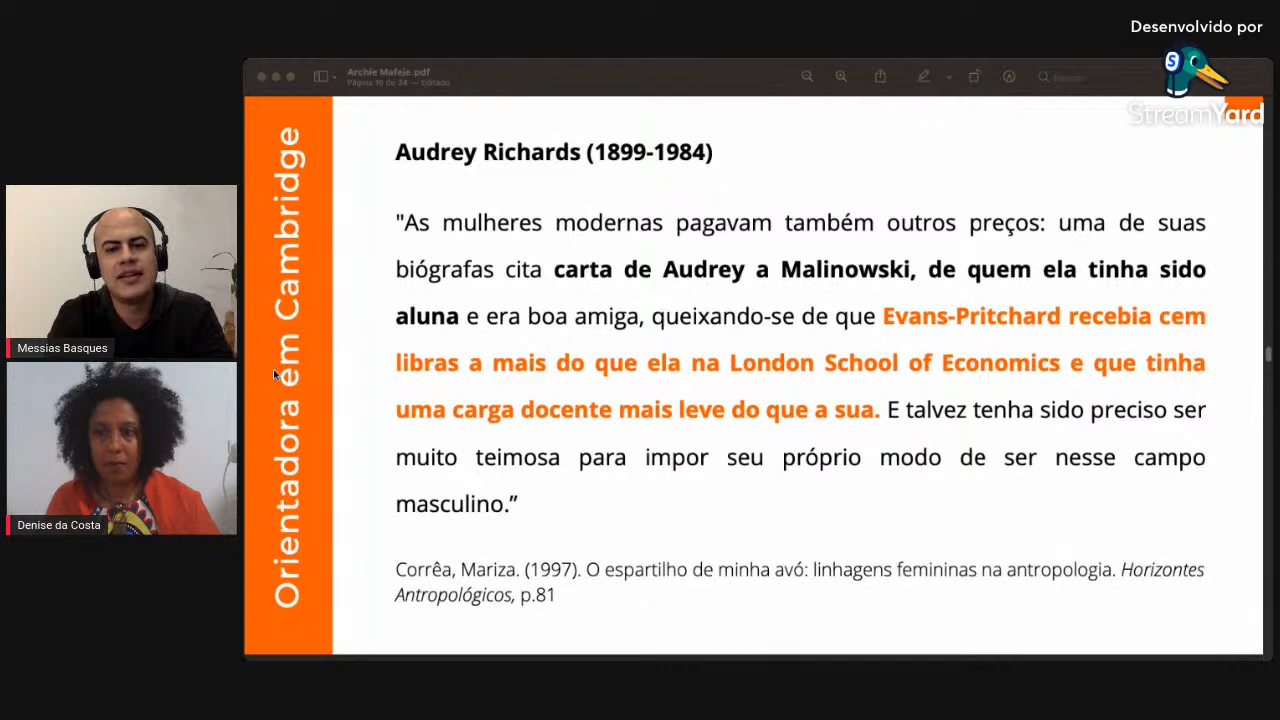 Desenvolvido por
StreamYard
Archie Mafeje.pdf
Página 16 de 34 — Editado
Orientadora em Cambridge
Audrey Richards (1899-1984)
"As mulheres modernas pagavam também outros preços: uma de suas
biógrafas cita carta de Audrey a Malinowski, de quem ela tinha sido
aluna e era boa amiga, queixando-se de que Evans-Pritchard recebia cem
libras a mais do que ela na London School of Economics e que tinha
uma carga docente mais leve do que a sua. E talvez tenha sido preciso ser
muito teimosa para impor seu próprio modo de ser nesse campo
masculino.”
Corrêa, Mariza. (1997). O espartilho de minha avó: linhagens femininas na antropologia. Horizontes
Antropológicos, p.81
Messias Basques
Denise da Costa